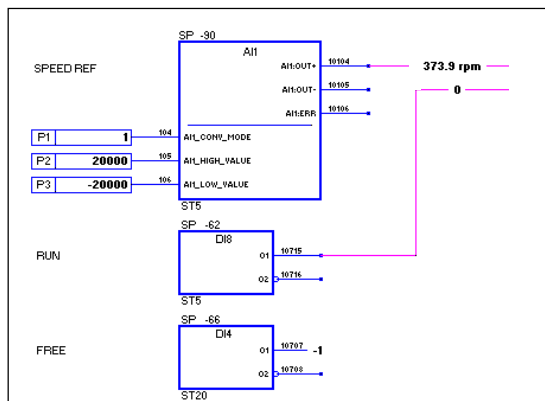 SP -90
AI1
SPEED REF
AI1:OUT+ 10104 373.9 rpm
AI1:OUT- 10105 0
AI1:ERR 10106
P1 1 104 AI1_CONV_MODE
P2 20000 105 AI1_HIGH_VALUE
P3 -20000 106 AI1_LOW_VALUE
ST5
SP -62
DI8
RUN
O1 10715
O2 10716
ST5
SP -66
DI4
FREE
O1 10707 -1
O2 10708
ST20